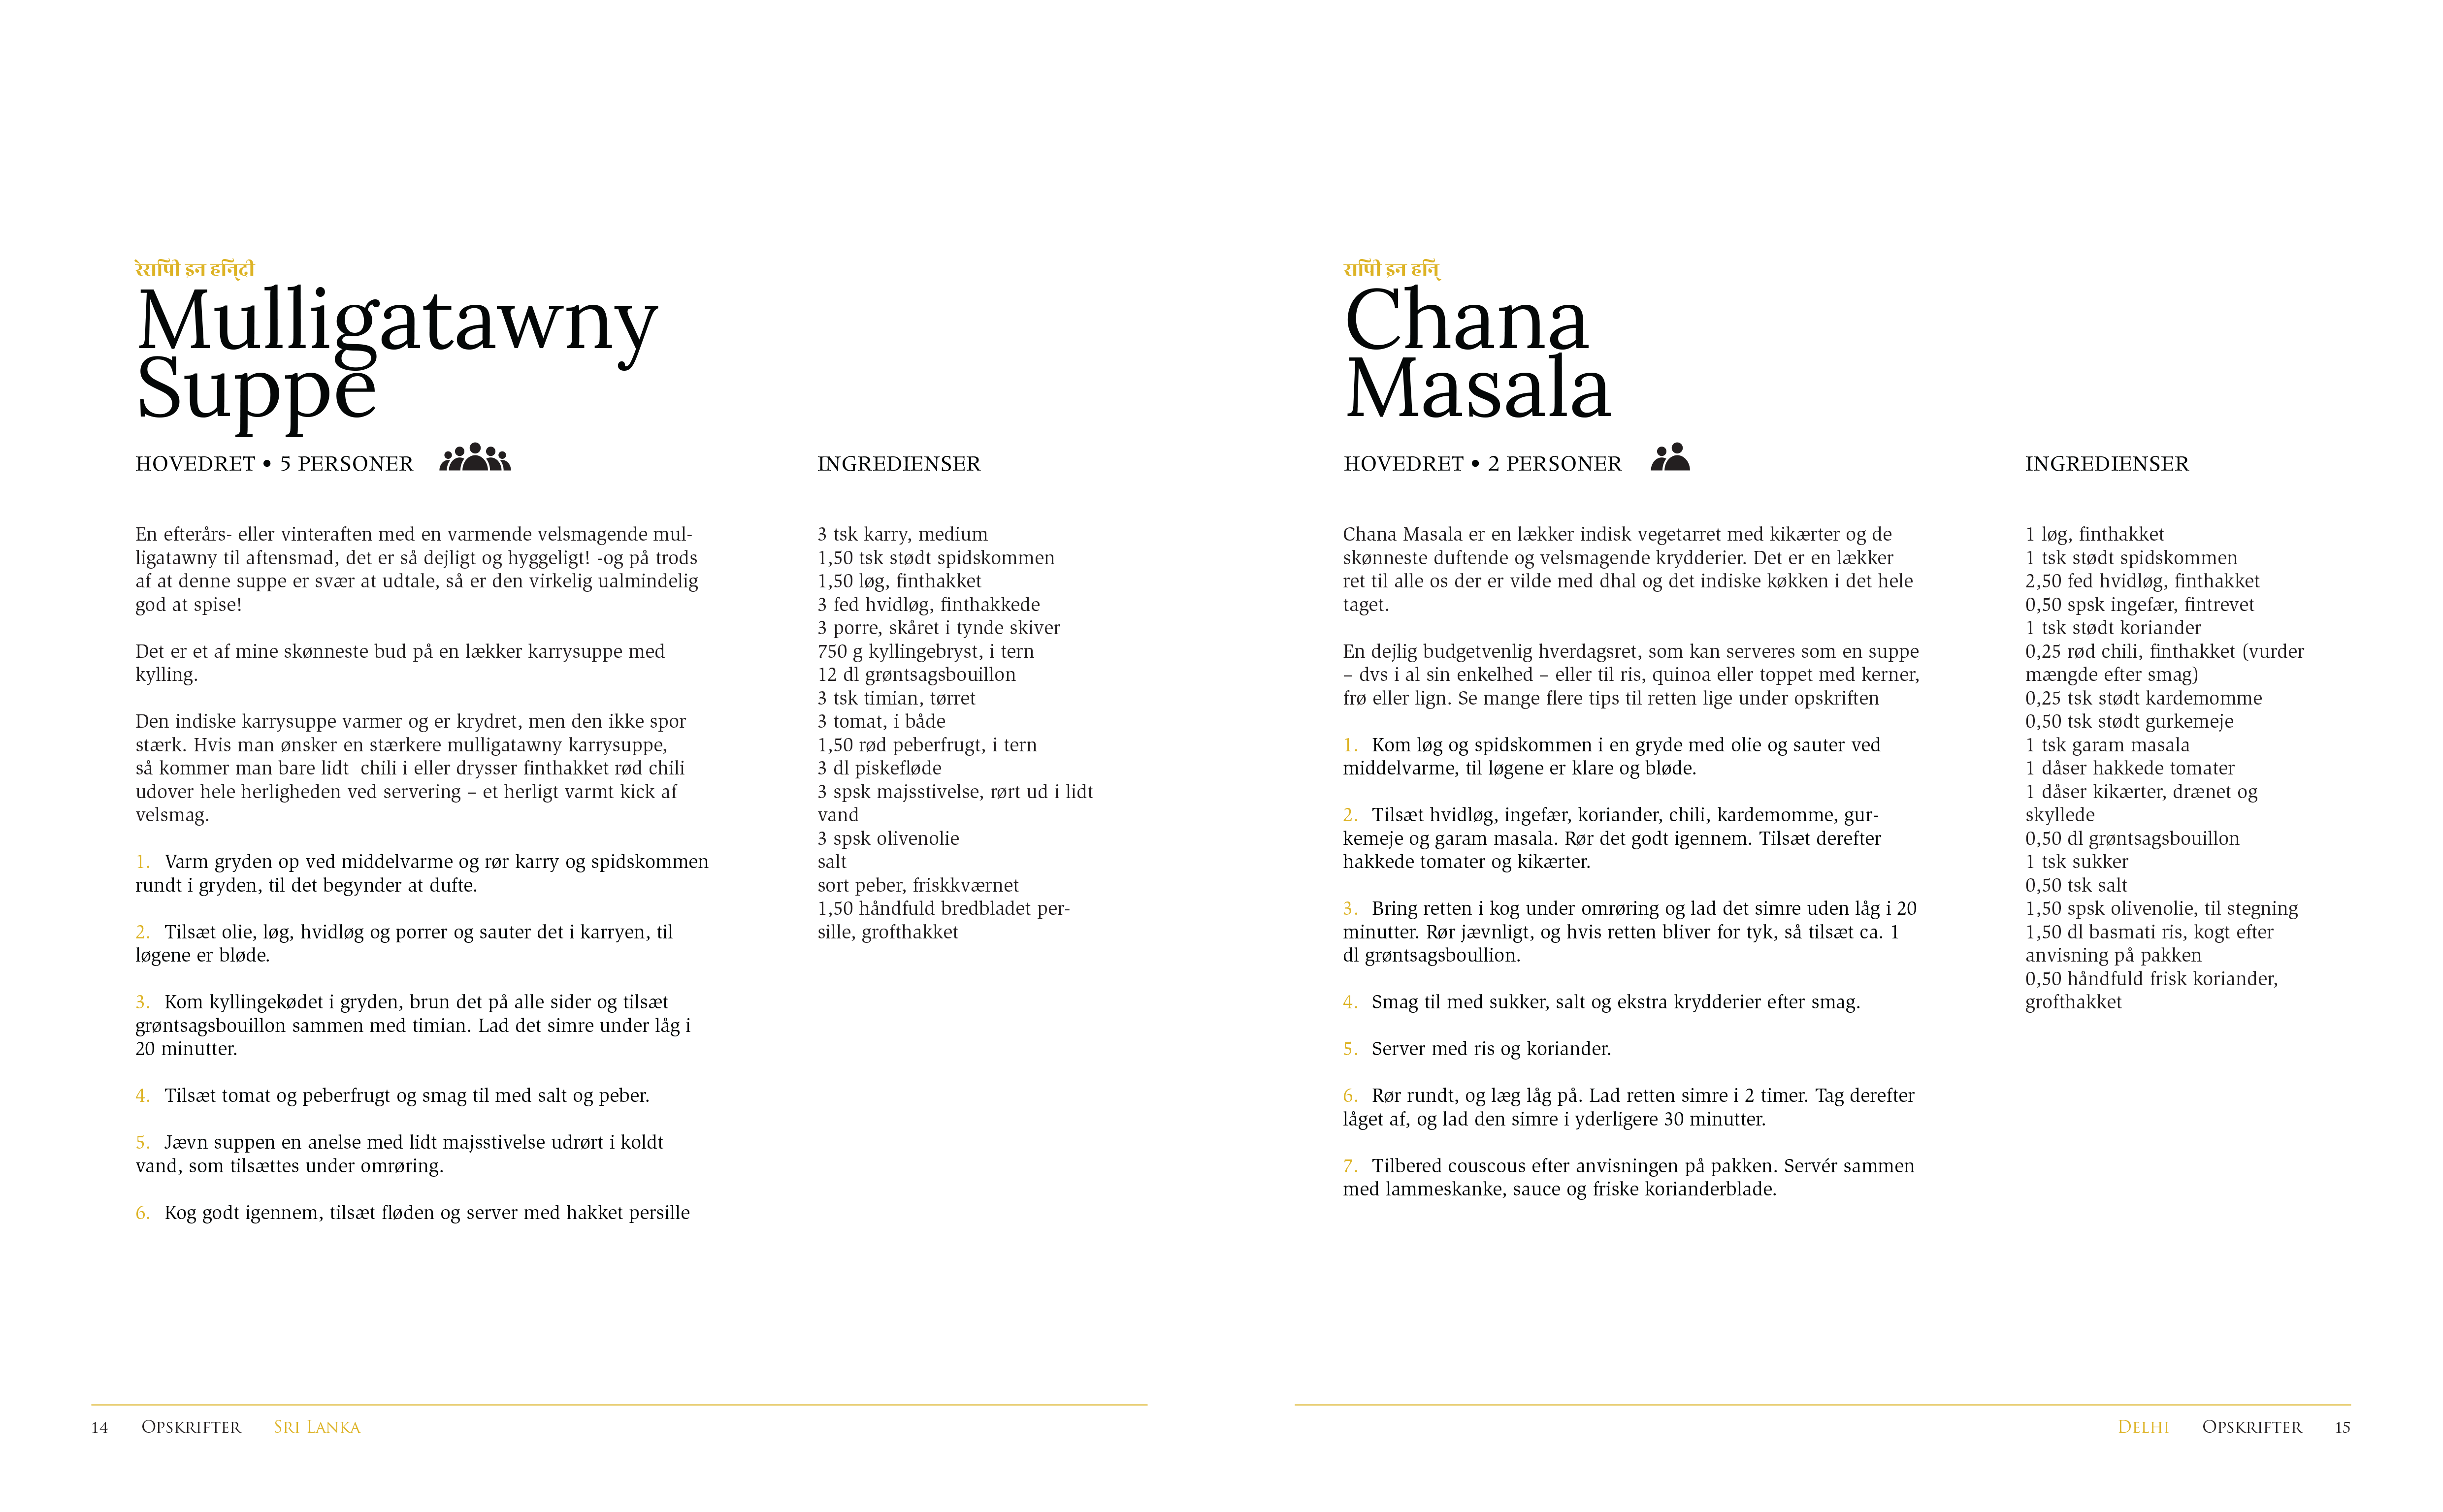 रेसपिी इन हनि्दी
Mulligatawny
Suppe
HOVEDRET • 5 PERSONER
En efterårs- eller vinteraften med en varmende velsmagende mul-
ligatawny til aftensmad, det er så dejligt og hyggeligt! -og på trods
af at denne suppe er svær at udtale, så er den virkelig ualmindelig
god at spise!
Det er et af mine skønneste bud på en lækker karrysuppe med
kylling.
Den indiske karrysuppe varmer og er krydret, men den ikke spor
stærk. Hvis man ønsker en stærkere mulligatawny karrysuppe,
så kommer man bare lidt  chili i eller drysser finthakket rød chili
udover hele herligheden ved servering – et herligt varmt kick af
velsmag.
1. Varm gryden op ved middelvarme og rør karry og spidskommen
rundt i gryden, til det begynder at dufte.
2. Tilsæt olie, løg, hvidløg og porrer og sauter det i karryen, til
løgene er bløde.
3. Kom kyllingekødet i gryden, brun det på alle sider og tilsæt
grøntsagsbouillon sammen med timian. Lad det simre under låg i
20 minutter.
4. Tilsæt tomat og peberfrugt og smag til med salt og peber.
5. Jævn suppen en anelse med lidt majsstivelse udrørt i koldt
vand, som tilsættes under omrøring.
6. Kog godt igennem, tilsæt fløden og server med hakket persille
INGREDIENSER
3 tsk karry, medium
1,50 tsk stødt spidskommen
1,50 løg, finthakket
3 fed hvidløg, finthakkede
3 porre, skåret i tynde skiver
750 g kyllingebryst, i tern
12 dl grøntsagsbouillon
3 tsk timian, tørret
3 tomat, i både
1,50 rød peberfrugt, i tern
3 dl piskefløde
3 spsk majsstivelse, rørt ud i lidt
vand
3 spsk olivenolie
salt
sort peber, friskkværnet
1,50 håndfuld bredbladet per-
sille, grofthakket
14 Opskrifter Sri Lanka
सपिी इन हनि्
Chana
Masala
HOVEDRET • 2 PERSONER
Chana Masala er en lækker indisk vegetarret med kikærter og de
skønneste duftende og velsmagende krydderier. Det er en lækker
ret til alle os der er vilde med dhal og det indiske køkken i det hele
taget.
En dejlig budgetvenlig hverdagsret, som kan serveres som en suppe
– dvs i al sin enkelhed – eller til ris, quinoa eller toppet med kerner,
frø eller lign. Se mange flere tips til retten lige under opskriften
1. Kom løg og spidskommen i en gryde med olie og sauter ved
middelvarme, til løgene er klare og bløde.
2. Tilsæt hvidløg, ingefær, koriander, chili, kardemomme, gur-
kemeje og garam masala. Rør det godt igennem. Tilsæt derefter
hakkede tomater og kikærter.
3. Bring retten i kog under omrøring og lad det simre uden låg i 20
minutter. Rør jævnligt, og hvis retten bliver for tyk, så tilsæt ca. 1
dl grøntsagsboullion.
4. Smag til med sukker, salt og ekstra krydderier efter smag.
5. Server med ris og koriander.
6. Rør rundt, og læg låg på. Lad retten simre i 2 timer. Tag derefter
låget af, og lad den simre i yderligere 30 minutter.
7. Tilbered couscous efter anvisningen på pakken. Servér sammen
med lammeskanke, sauce og friske korianderblade.
INGREDIENSER
1 løg, finthakket
1 tsk stødt spidskommen
2,50 fed hvidløg, finthakket
0,50 spsk ingefær, fintrevet
1 tsk stødt koriander
0,25 rød chili, finthakket (vurder
mængde efter smag)
0,25 tsk stødt kardemomme
0,50 tsk stødt gurkemeje
1 tsk garam masala
1 dåser hakkede tomater
1 dåser kikærter, drænet og
skyllede
0,50 dl grøntsagsbouillon
1 tsk sukker
0,50 tsk salt
1,50 spsk olivenolie, til stegning
1,50 dl basmati ris, kogt efter
anvisning på pakken
0,50 håndfuld frisk koriander,
grofthakket
Delhi Opskrifter 15